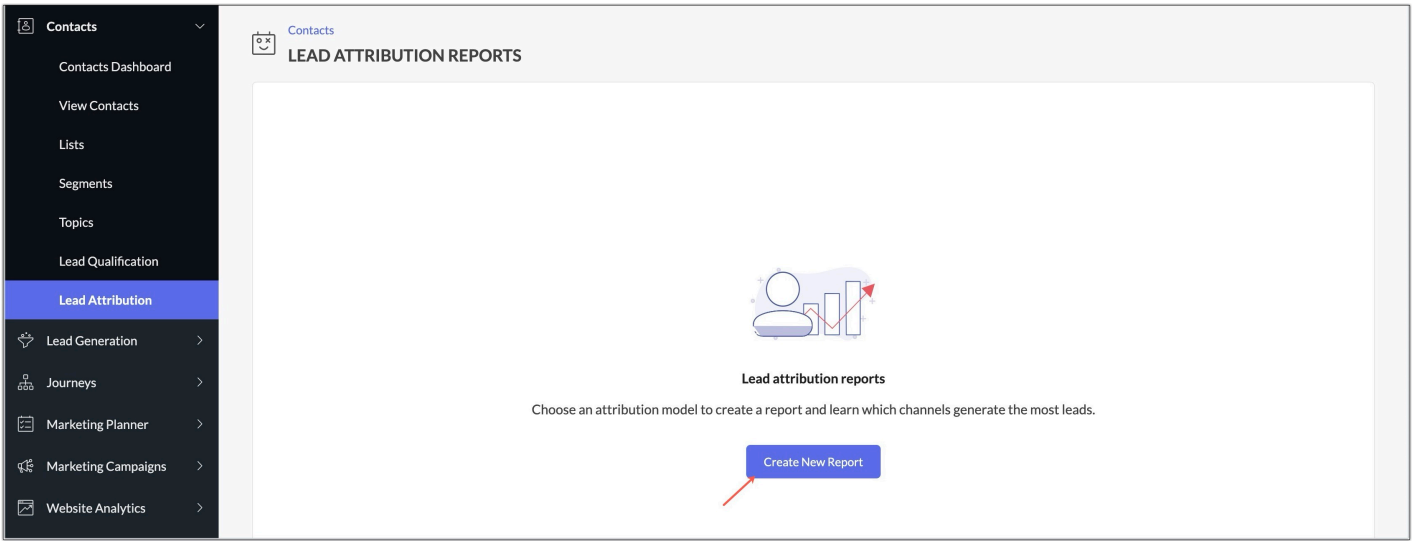 Contacts
Contacts Dashboard
View Contacts
Lists
Segments
Topics
Lead Qualification
Lead Attribution
Lead Generation
Journeys
Marketing Planner
Marketing Campaigns
Website Analytics
Contacts
LEAD ATTRIBUTION REPORTS
Lead attribution reports
Choose an attribution model to create a report and learn which channels generate the most leads.
Create New Report